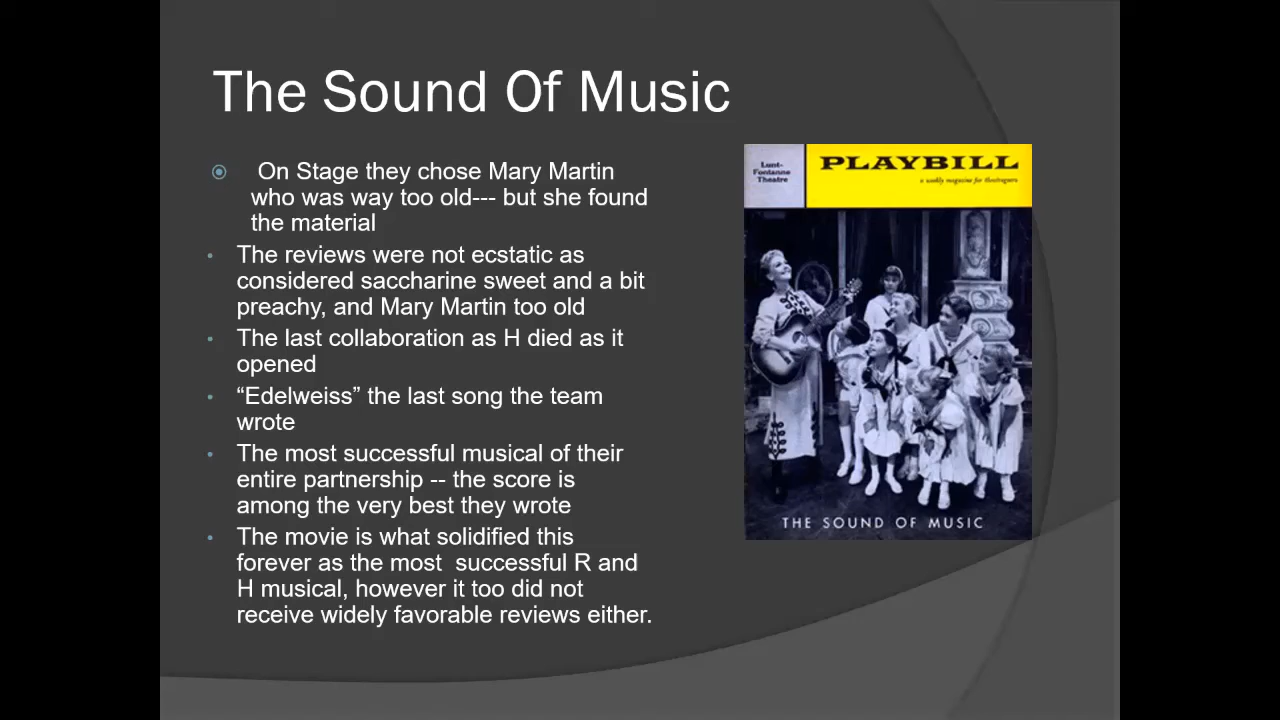 The Sound Of Music
On Stage they chose Mary Martin
who was way too old--- but she found
the material
The reviews were not ecstatic as
considered saccharine sweet and a bit
preachy, and Mary Martin too old
The last collaboration as H died as it
opened
“Edelweiss” the last song the team
wrote
The most successful musical of their
entire partnership -- the score is
among the very best they wrote
The movie is what solidified this
forever as the most  successful R and
H musical, however it too did not
receive widely favorable reviews either.
Lunt-
Fontanne
Theatre
PLAYBILL
a weekly magazine for theatregoers
THE SOUND OF MUSIC